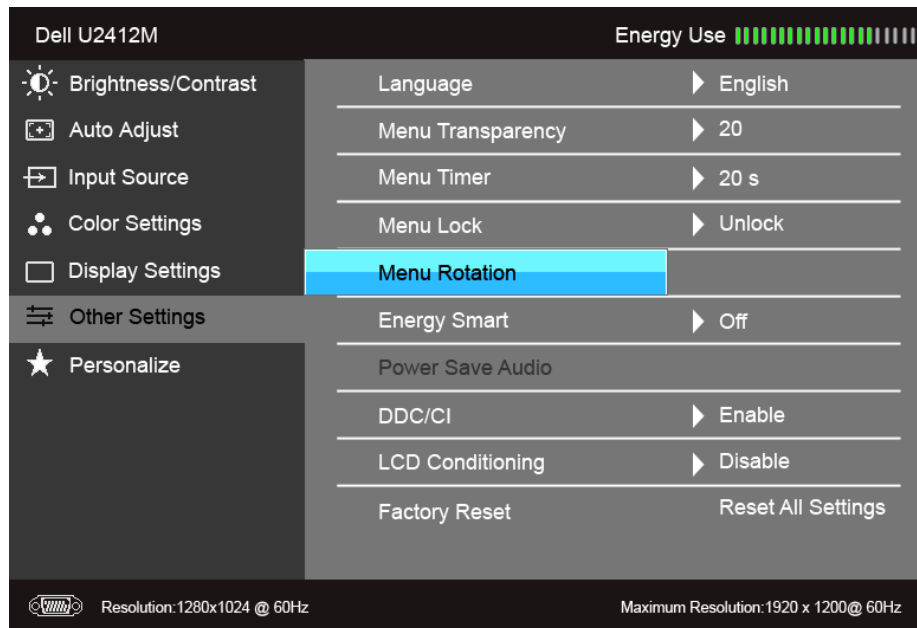 Dell U2412M Energy Use
Brightness/Contrast
Auto Adjust
Input Source
Color Settings
Display Settings
Other Settings
Personalize
Language English
Menu Transparency 20
Menu Timer 20 s
Menu Lock Unlock
Menu Rotation
Energy Smart Off
Power Save Audio
DDC/CI Enable
LCD Conditioning Disable
Factory Reset Reset All Settings
Resolution:1280x1024 @ 60Hz Maximum Resolution:1920 x 1200@ 60Hz